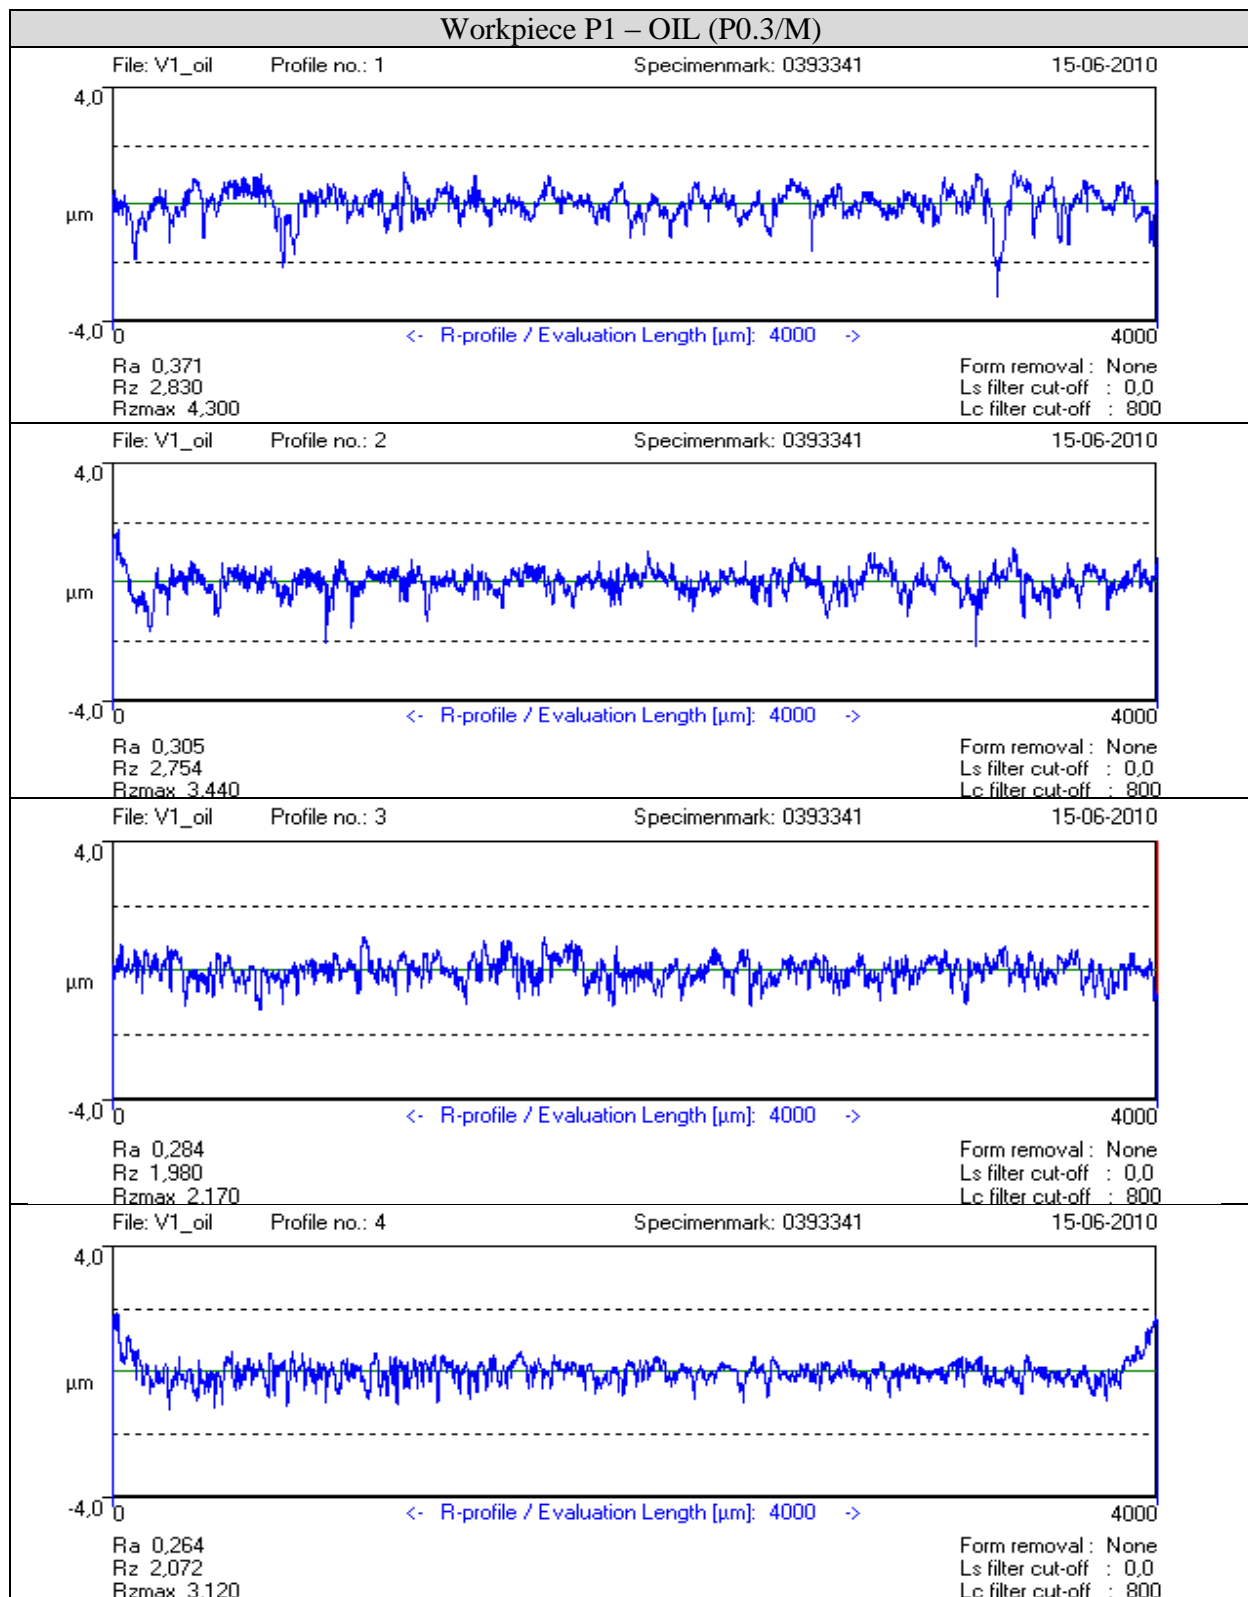 Workpiece P1 – OIL (P0.3/M)
File: V1_oil Profile no.: 1 Specimenmark: 0393341 15-06-2010
4,0
µm
-4,0 0 <- R-profile / Evaluation Length [µm]: 4000 -> 4000
Ra 0,371 Form removal : None
Rz 2,830 Ls filter cut-off : 0,0
Rzmax 4,300 Lc filter cut-off : 800
File: V1_oil Profile no.: 2 Specimenmark: 0393341 15-06-2010
4,0
µm
-4,0 0 <- R-profile / Evaluation Length [µm]: 4000 -> 4000
Ra 0,305 Form removal : None
Rz 2,754 Ls filter cut-off : 0,0
Rzmax 3,440 Lc filter cut-off : 800
File: V1_oil Profile no.: 3 Specimenmark: 0393341 15-06-2010
4,0
µm
-4,0 0 <- R-profile / Evaluation Length [µm]: 4000 -> 4000
Ra 0,284 Form removal : None
Rz 1,980 Ls filter cut-off : 0,0
Rzmax 2,170 Lc filter cut-off : 800
File: V1_oil Profile no.: 4 Specimenmark: 0393341 15-06-2010
4,0
µm
-4,0 0 <- R-profile / Evaluation Length [µm]: 4000 -> 4000
Ra 0,264 Form removal : None
Rz 2,072 Ls filter cut-off : 0,0
Rzmax 3,120 Lc filter cut-off : 800